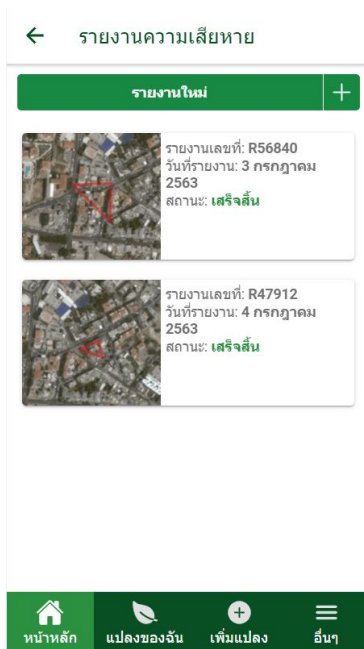 รายงานความเสียหาย
รายงานใหม่
รายงานเลขที่: R56840
วันที่รายงาน: 3 กรกฎาคม
2563
สถานะ: เสร็จสิ้น
รายงานเลขที่: R47912
วันที่รายงาน: 4 กรกฎาคม
2563
สถานะ: เสร็จสิ้น
หน้าหลัก แปลงของฉัน เพิ่มแปลง อื่นๆ